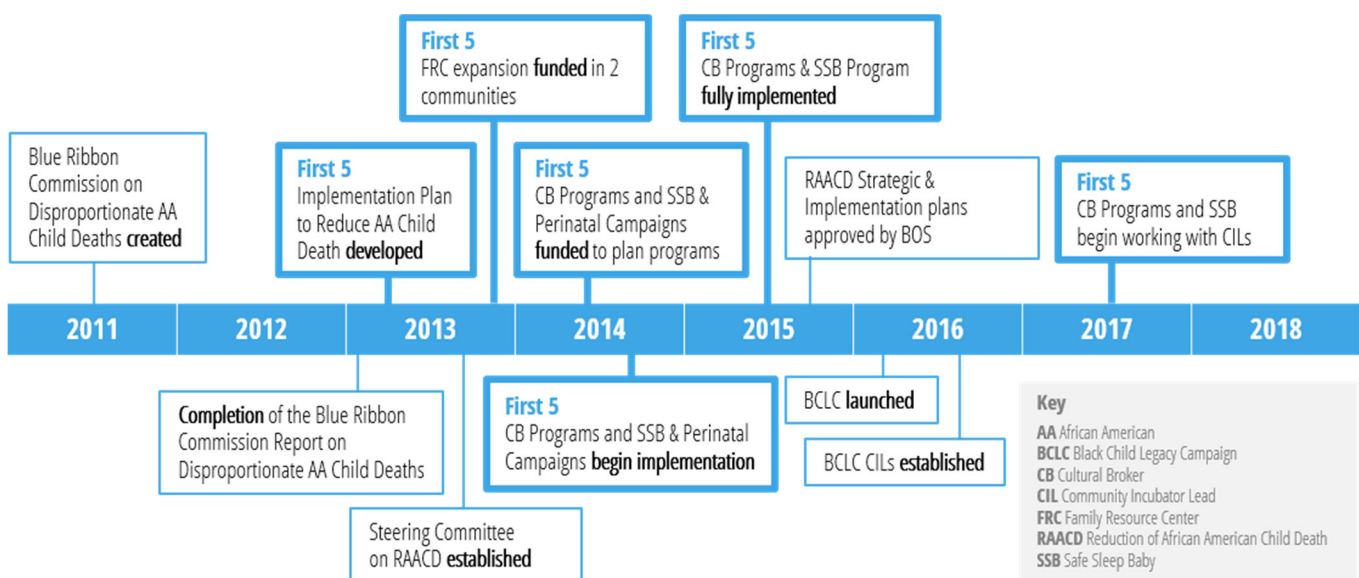 First 5
FRC expansion funded in 2
communities
First 5
CB Programs & SSB Program
fully implemented
Blue Ribbon
Commission on
Disproportionate AA
Child Deaths created
First 5
Implementation Plan
to Reduce AA Child
Death developed
First 5
CB Programs and SSB &
Perinatal Campaigns
funded to plan programs
RAACD Strategic &
Implementation plans
approved by BOS
First 5
CB Programs and SSB
begin working with CILs
2011 2012 2013 2014 2015 2016 2017 2018
Completion of the Blue Ribbon
Commission Report on
Disproportionate AA Child Deaths
Steering Committee
on RAACD established
First 5
CB Programs and SSB & Perinatal
Campaigns begin implementation
BCLC launched
BCLC CILs established
Key
AA African American
BCLC Black Child Legacy Campaign
CB Cultural Broker
CIL Community Incubator Lead
FRC Family Resource Center
RAACD Reduction of African American Child Death
SSB Safe Sleep Baby